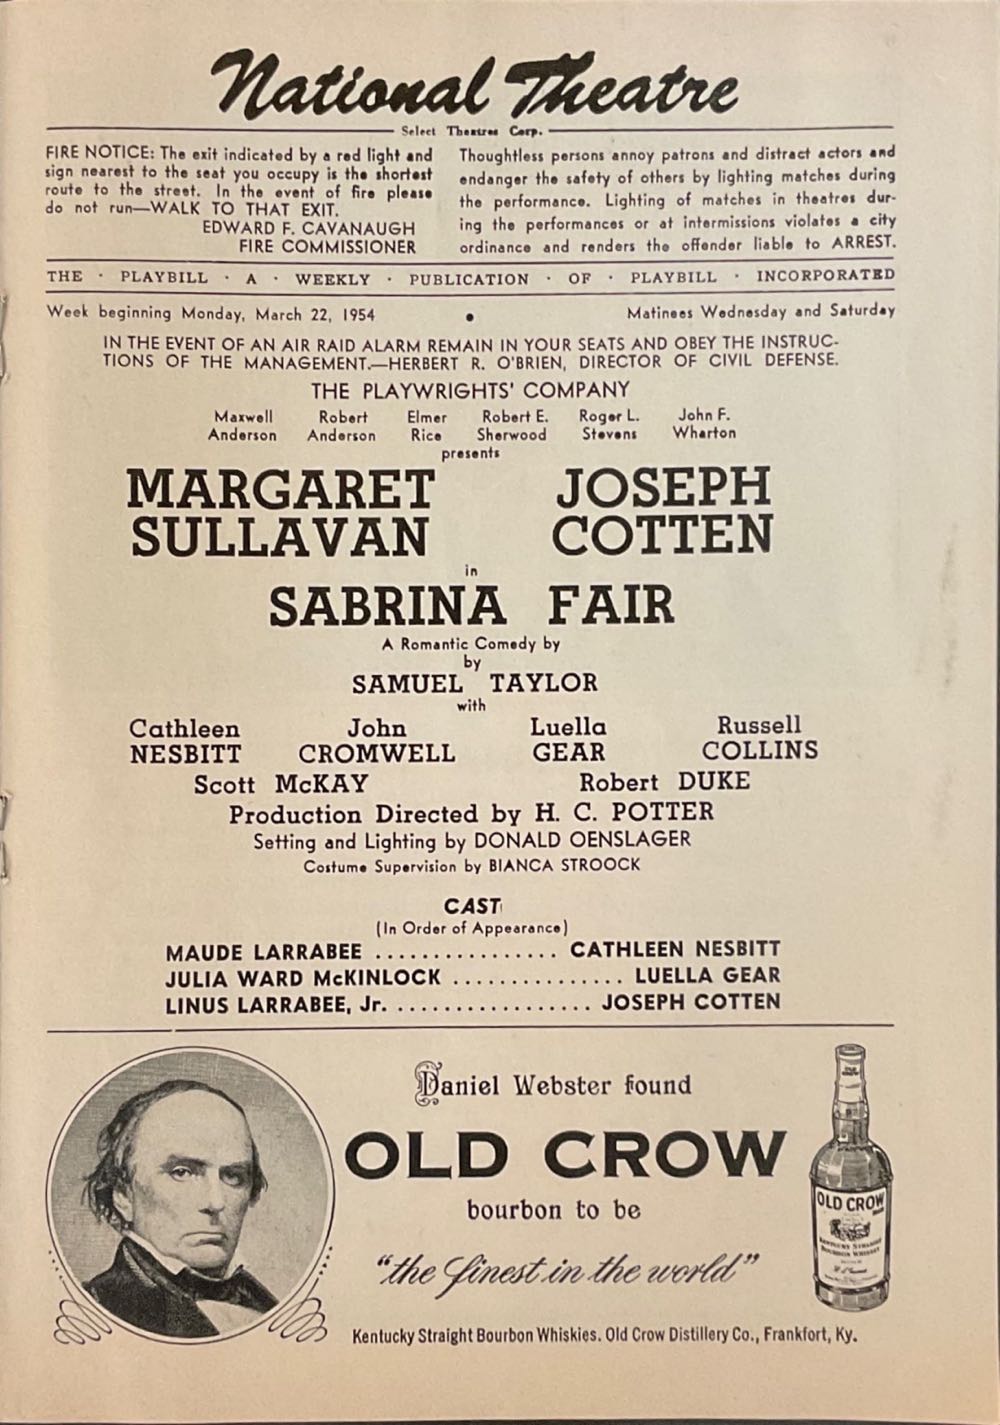 National Theatre
Select Theatres Corp.
FIRE NOTICE: The exit indicated by a red light and
sign nearest to the seat you occupy is the shortest
route to the street. In the event of fire please
do not run—WALK TO THAT EXIT.
EDWARD F. CAVANAUGH
FIRE COMMISSIONER
Thoughtless persons annoy patrons and distract actors and
endanger the safety of others by lighting matches during
the performance. Lighting of matches in theatres dur-
ing the performances or at intermissions violates a city
ordinance and renders the offender liable to ARREST.
THE · PLAYBILL · A · WEEKLY · PUBLICATION · OF · PLAYBILL · INCORPORATED
Week beginning Monday, March 22, 1954 • Matinees Wednesday and Saturday
IN THE EVENT OF AN AIR RAID ALARM REMAIN IN YOUR SEATS AND OBEY THE INSTRUC-
TIONS OF THE MANAGEMENT.—HERBERT R. O'BRIEN, DIRECTOR OF CIVIL DEFENSE.
THE PLAYWRIGHTS' COMPANY
Maxwell Robert Elmer Robert E. Roger L. John F.
Anderson Anderson Rice Sherwood Stevens Wharton
presents
MARGARET JOSEPH
SULLAVAN COTTEN
in
SABRINA FAIR
A Romantic Comedy by
by
SAMUEL TAYLOR
with
Cathleen John Luella Russell
NESBITT CROMWELL GEAR COLLINS
Scott McKAY Robert DUKE
Production Directed by H. C. POTTER
Setting and Lighting by DONALD OENSLAGER
Costume Supervision by BIANCA STROOCK
CAST
(In Order of Appearance)
MAUDE LARRABEE ................ CATHLEEN NESBITT
JULIA WARD McKINLOCK ............... LUELLA GEAR
LINUS LARRABEE, Jr. ................. JOSEPH COTTEN
Daniel Webster found
OLD CROW
bourbon to be
"the finest in the world"
OLD CROW
KENTUCKY STRAIGHT
BOURBON WHISKEY
Kentucky Straight Bourbon Whiskies. Old Crow Distillery Co., Frankfort, Ky.